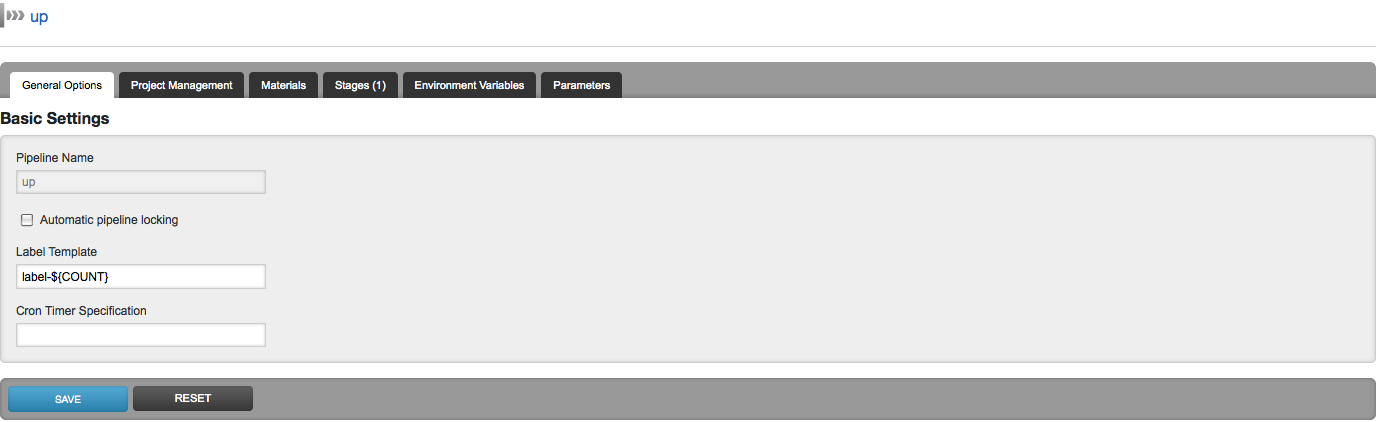 up
General Options Project Management Materials Stages (1) Environment Variables Parameters
Basic Settings
Pipeline Name
up
Automatic pipeline locking
Label Template
label-${COUNT}
Cron Timer Specification
SAVE RESET